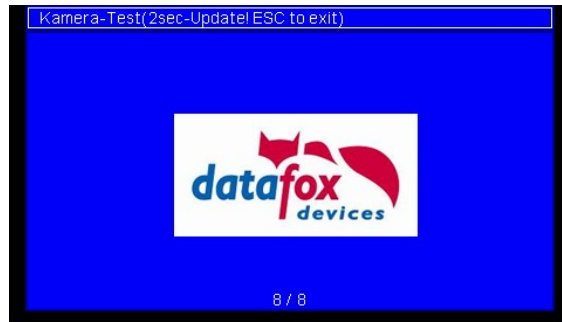 Kamera-Test(2sec-Update! ESC to exit)
datafox
devices
8 / 8